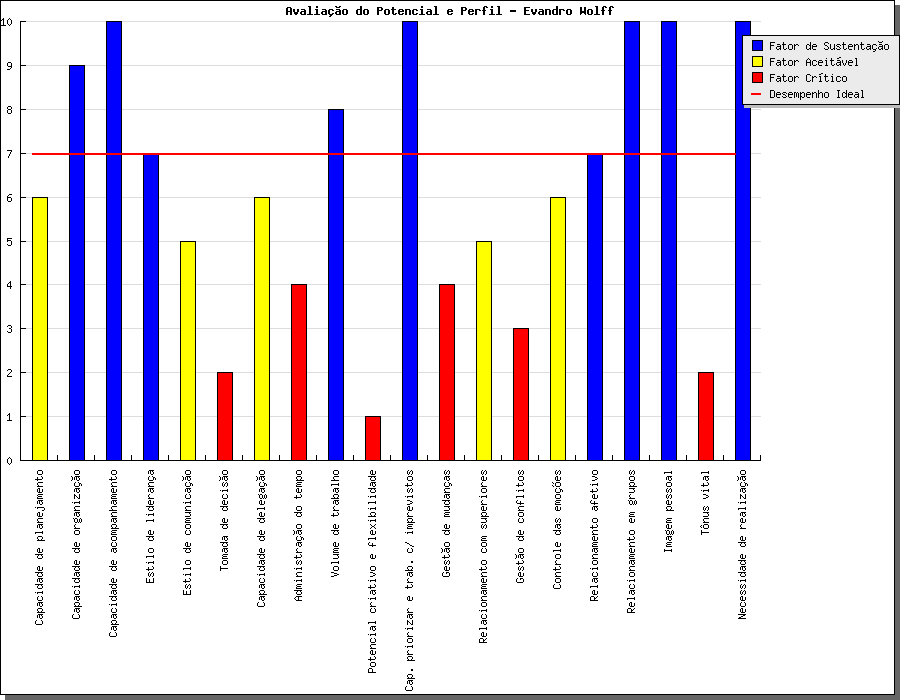 Avaliação do Potencial e Perfil - Evandro Wolff
10
9
8
7
6
5
4
3
2
1
0
Fator de Sustentação
Fator Aceitável
Fator Crítico
Desempenho Ideal
Capacidade de planejamento
Capacidade de organização
Capacidade de acompanhamento
Estilo de liderança
Estilo de comunicação
Tomada de decisão
Capacidade de delegação
Administração do tempo
Volume de trabalho
Potencial criativo e flexibilidade
Cap. priorizar e trab. c/ imprevistos
Gestão de mudanças
Relacionamento com superiores
Gestão de conflitos
Controle das emoções
Relacionamento afetivo
Relacionamento em grupos
Imagem pessoal
Tônus vital
Necessidade de realização